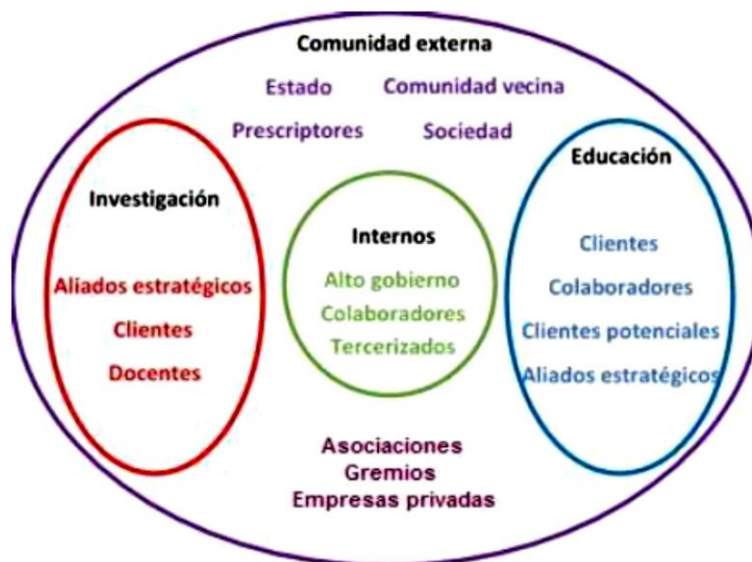 Comunidad externa
Estado
Comunidad vecina
Prescriptores
Sociedad
Investigación
Aliados estratégicos
Clientes
Docentes
Internos
Alto gobierno
Colaboradores
Tercerizados
Educación
Clientes
Colaboradores
Clientes potenciales
Aliados estratégicos
Asociaciones
Gremios
Empresas privadas